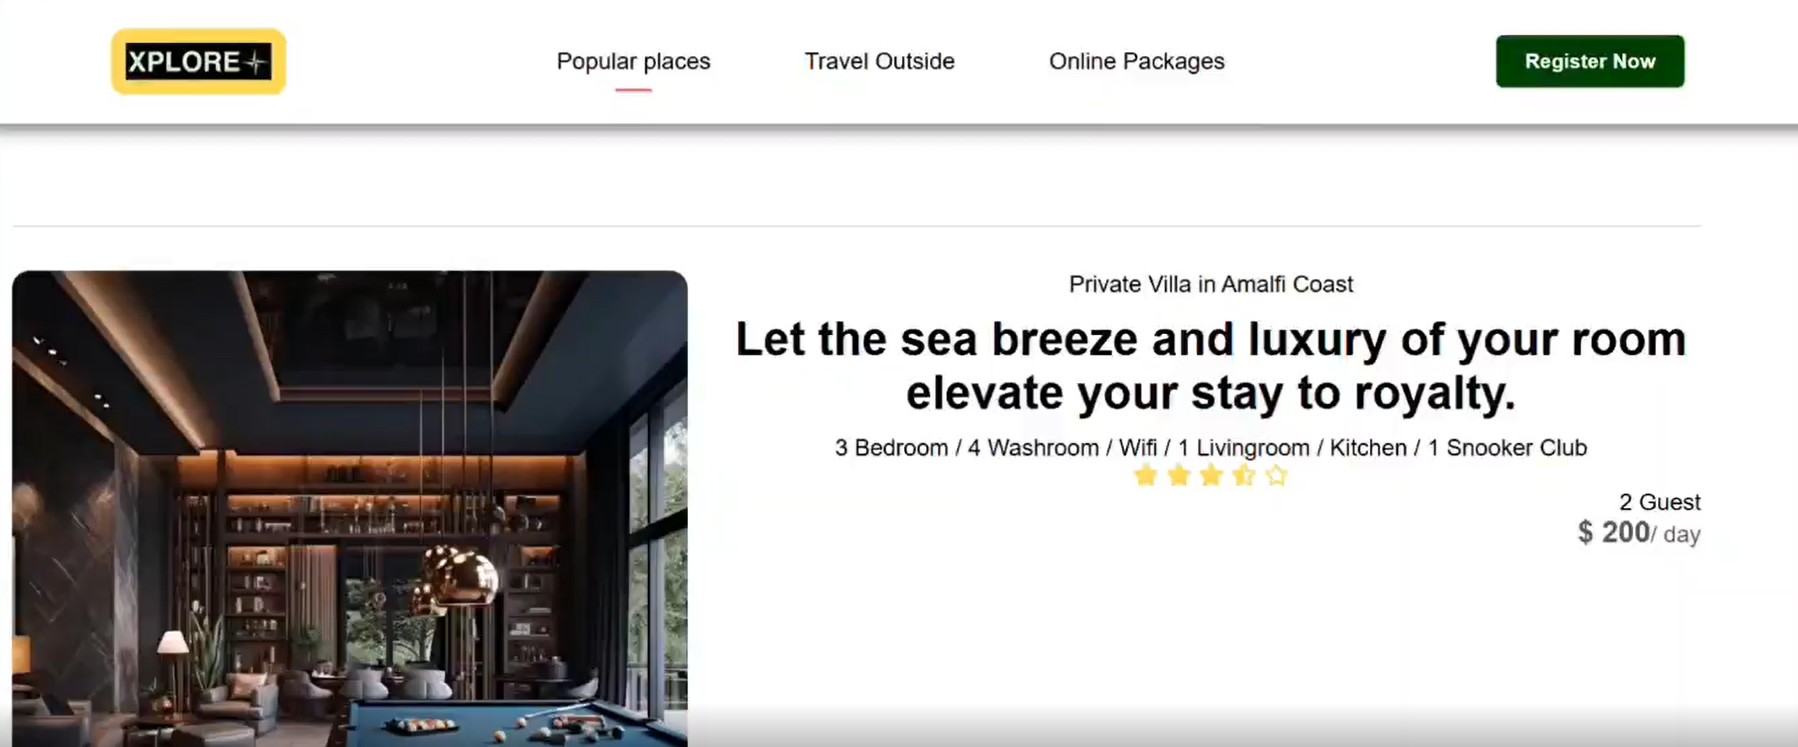 XPLORE
Popular places
Travel Outside
Online Packages
Register Now
Private Villa in Amalfi Coast
Let the sea breeze and luxury of your room
elevate your stay to royalty.
3 Bedroom / 4 Washroom / Wifi / 1 Livingroom / Kitchen / 1 Snooker Club
2 Guest
$ 200/ day